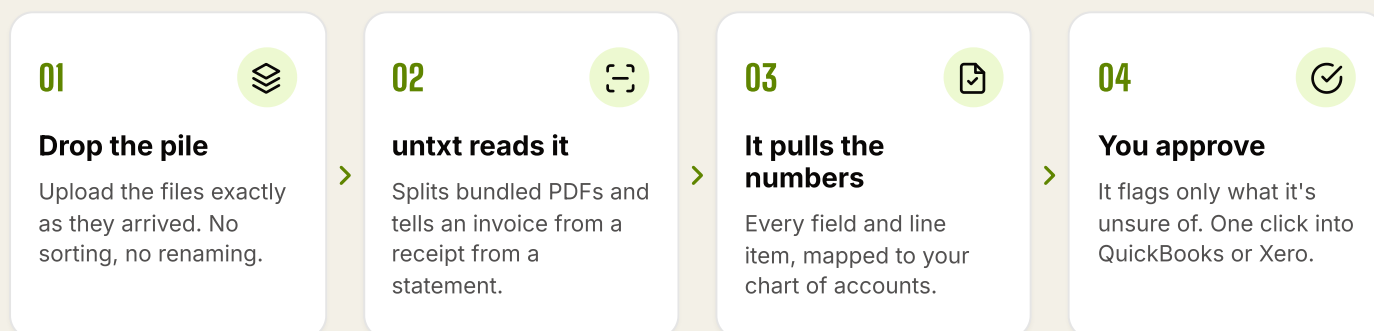 01
Drop the pile
Upload the files exactly
as they arrived. No
sorting, no renaming.
02
untxt reads it
Splits bundled PDFs and
tells an invoice from a
receipt from a
statement.
03
It pulls the
numbers
Every field and line
item, mapped to your
chart of accounts.
04
You approve
It flags only what it's
unsure of. One click into
QuickBooks or Xero.